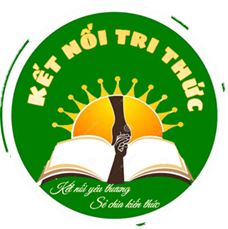 KẾT NỐI TRI THỨC
Kết nối yêu thương
Sẻ chia kiến thức